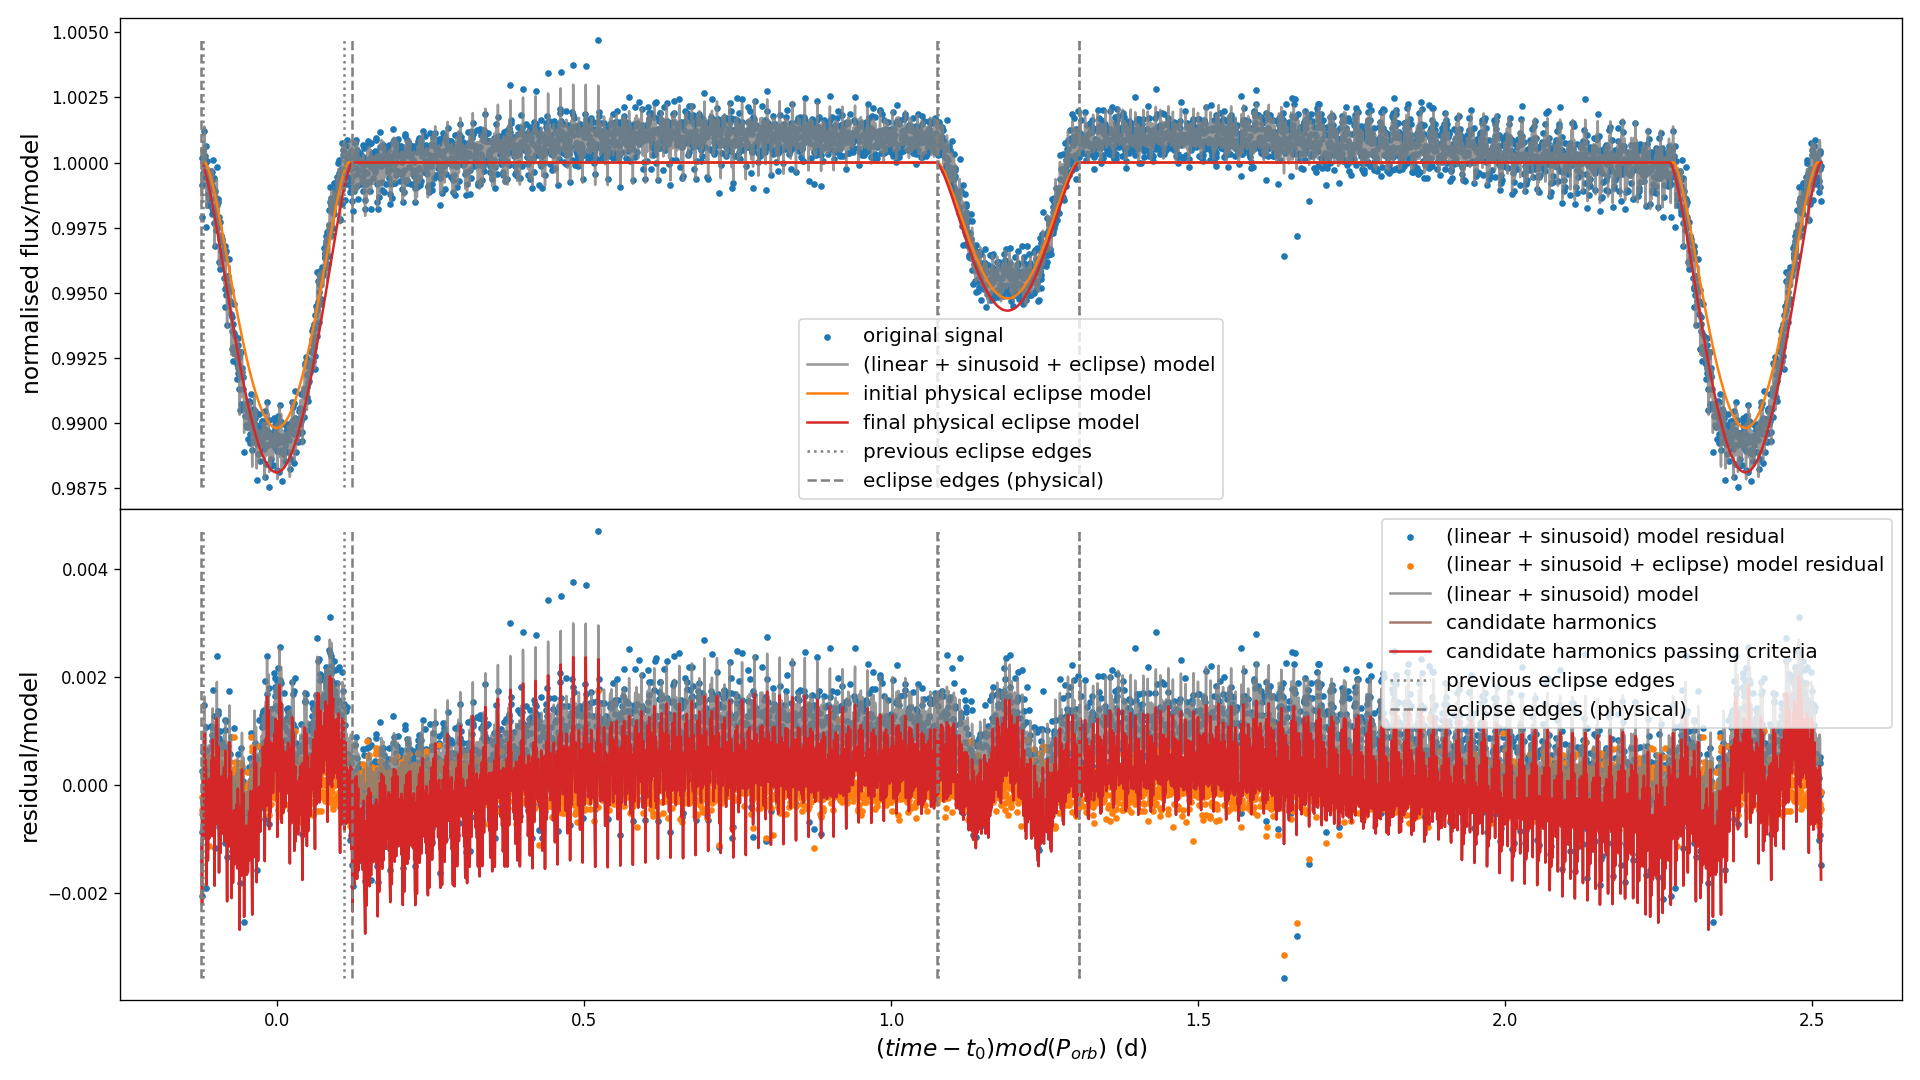 1.0050
1.0025
1.0000
0.9975
0.9950
0.9925
0.9900
0.9875
normalised flux/model
original signal
(linear + sinusoid + eclipse) model
initial physical eclipse model
final physical eclipse model
previous eclipse edges
eclipse edges (physical)
0.004
0.002
0.000
−0.002
residual/model
(linear + sinusoid) model residual
(linear + sinusoid + eclipse) model residual
(linear + sinusoid) model
candidate harmonics
candidate harmonics passing criteria
previous eclipse edges
eclipse edges (physical)
0.0 0.5 1.0 1.5 2.0 2.5
(time − t₀)mod(P_orb) (d)